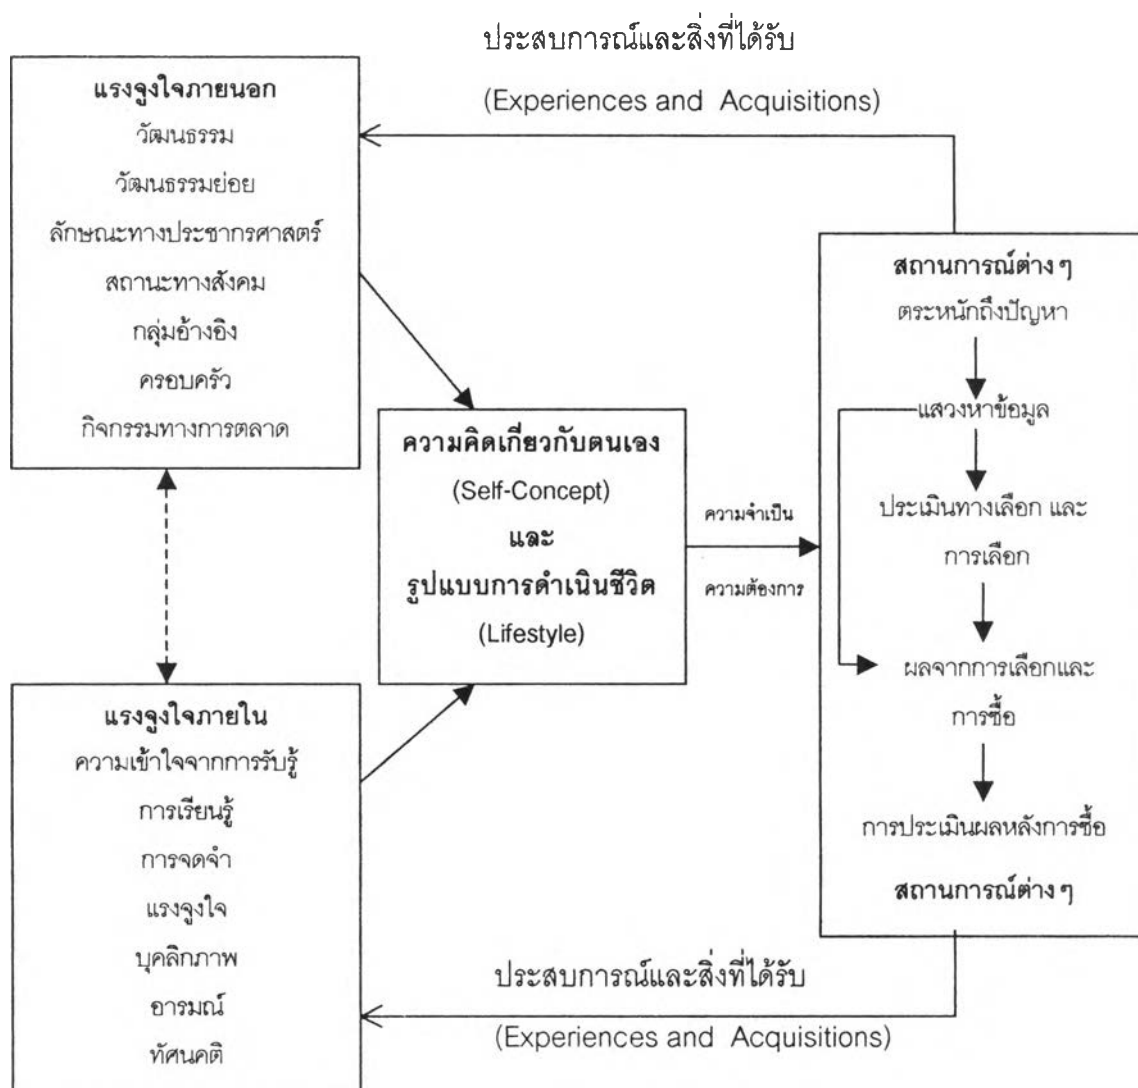 ประสบการณ์และสิ่งที่ได้รับ
(Experiences and Acquisitions)
แรงจูงใจภายนอก
วัฒนธรรม
วัฒนธรรมย่อย
ลักษณะทางประชากรศาสตร์
สถานะทางสังคม
กลุ่มอ้างอิง
ครอบครัว
กิจกรรมทางการตลาด
แรงจูงใจภายใน
ความเข้าใจจากการรับรู้
การเรียนรู้
การจดจำ
แรงจูงใจ
บุคลิกภาพ
อารมณ์
ทัศนคติ
ความคิดเกี่ยวกับตนเอง
(Self-Concept)
และ
รูปแบบการดำเนินชีวิต
(Lifestyle)
ความจำเป็น
ความต้องการ
สถานการณ์ต่างๆ
ตระหนักถึงปัญหา
แสวงหาข้อมูล
ประเมินทางเลือก และ
การเลือก
ผลจากการเลือกและ
การซื้อ
การประเมินผลหลังการซื้อ
สถานการณ์ต่างๆ
ประสบการณ์และสิ่งที่ได้รับ
(Experiences and Acquisitions)